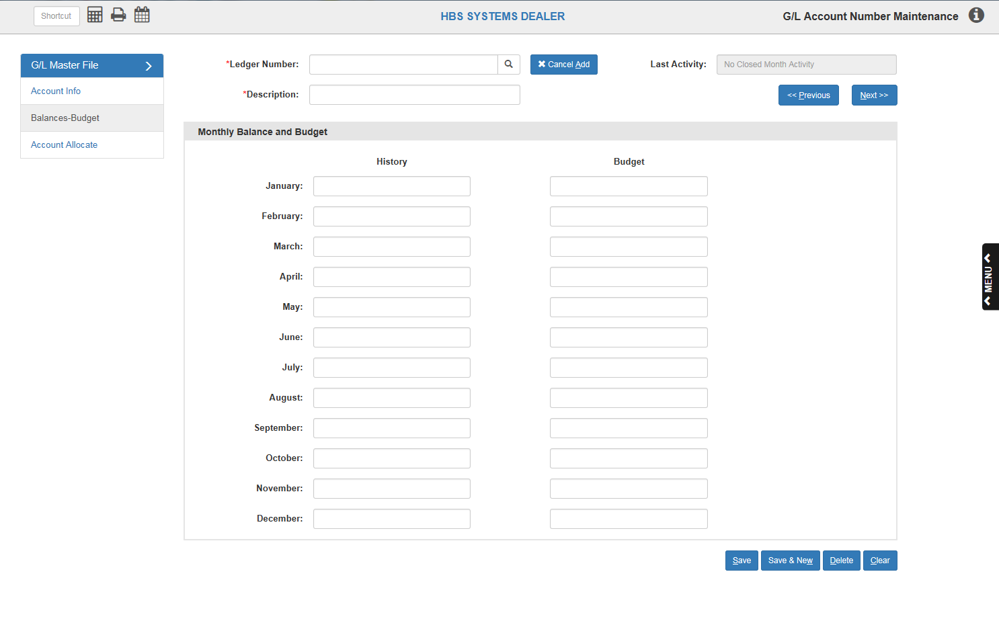 Shortcut
HBS SYSTEMS DEALER
G/L Account Number Maintenance
G/L Master File
Account Info
Balances-Budget
Account Allocate
*Ledger Number:
Cancel Add
Last Activity:
No Closed Month Activity
*Description:
<< Previous
Next >>
Monthly Balance and Budget
History
Budget
January:
February:
March:
April:
May:
June:
July:
August:
September:
October:
November:
December:
MENU
Save
Save & New
Delete
Clear